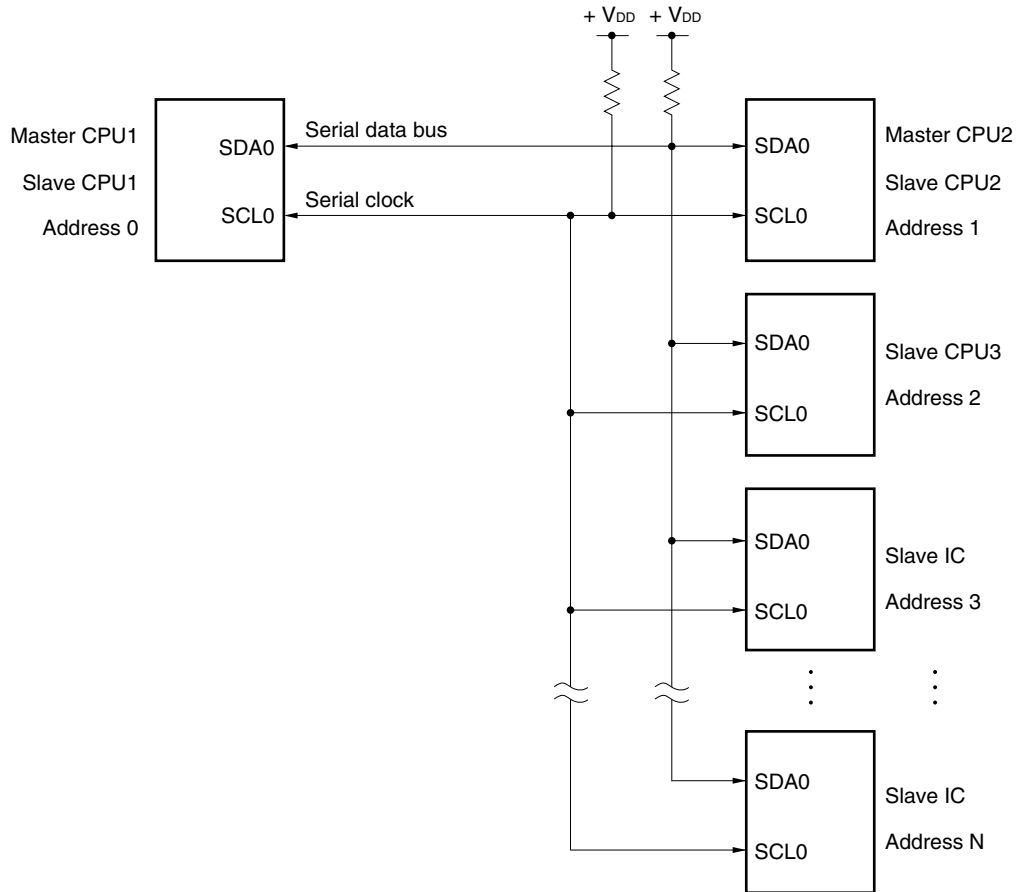 + VDD
+ VDD
Master CPU1
Slave CPU1
Address 0
SDA0
SCL0
Serial data bus
Serial clock
SDA0
SCL0
Master CPU2
Slave CPU2
Address 1
SDA0
SCL0
Slave CPU3
Address 2
SDA0
SCL0
Slave IC
Address 3
SDA0
SCL0
Slave IC
Address N